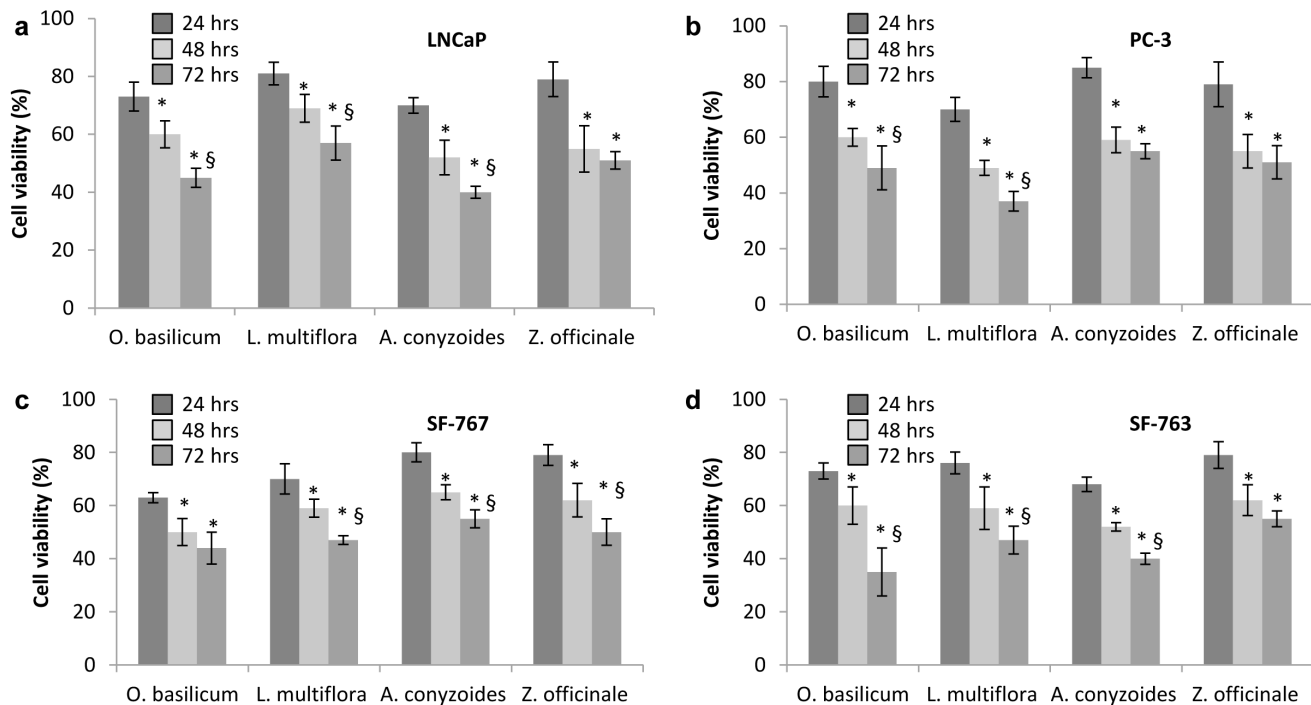 a
LNCaP
24 hrs
48 hrs
72 hrs
Cell viability (%)
100
80
60
40
20
0
* * § * * § * * § * *
O. basilicum L. multiflora A. conyzoides Z. officinale
b
PC-3
24 hrs
48 hrs
72 hrs
Cell viability (%)
100
80
60
40
20
0
* * § * * § * * * *
O. basilicum L. multiflora A. conyzoides Z. officinale
c
SF-767
24 hrs
48 hrs
72 hrs
Cell viability (%)
100
80
60
40
20
0
* * * * § * * § * * §
O. basilicum L. multiflora A. conyzoides Z. officinale
d
SF-763
24 hrs
48 hrs
72 hrs
Cell viability (%)
100
80
60
40
20
0
* * § * * § * * § * *
O. basilicum L. multiflora A. conyzoides Z. officinale